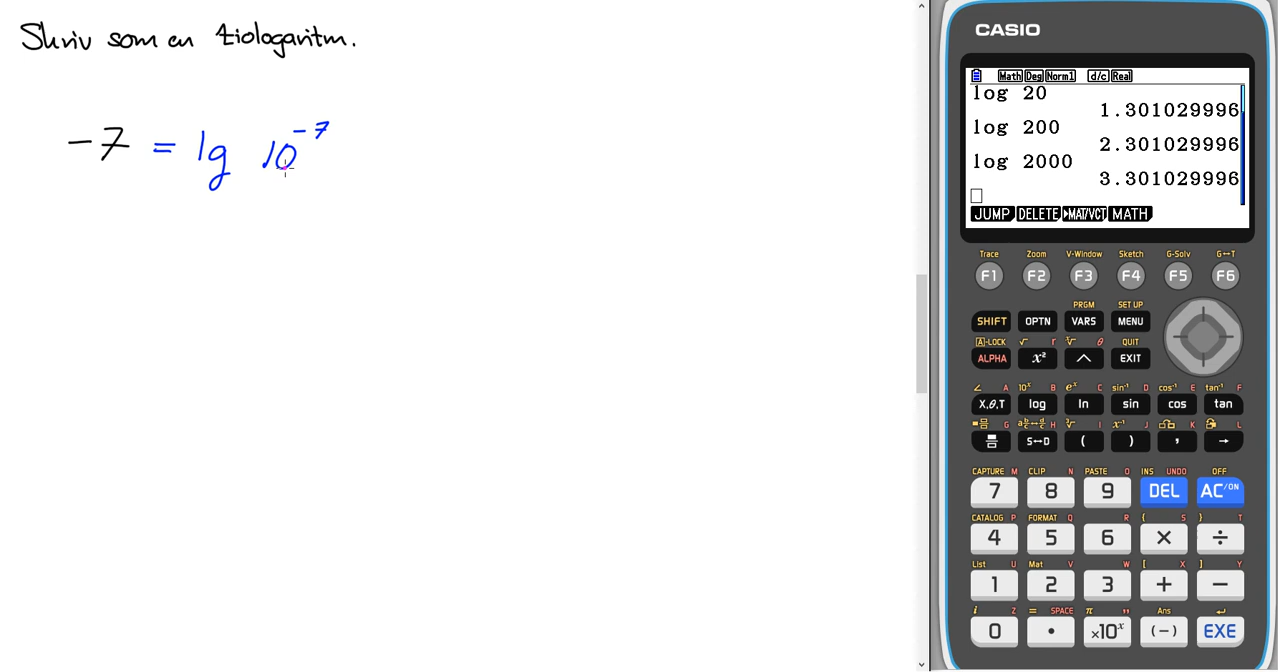 Skriv som en tiologaritm.
-7 = lg 10^-7
CASIO
Math Deg Norm1 d/c Real
log 20
1.301029996
log 200
2.301029996
log 2000
3.301029996
JUMP DELETE ▶MAT/VCT MATH
Trace Zoom V-Window Sketch G-Solv G↔T
F1 F2 F3 F4 F5 F6
PRGM SET UP
SHIFT OPTN VARS MENU
A-LOCK √ r θ QUIT
ALPHA x² ^ EXIT
∠ A 10ˣ B eˣ C sin⁻¹ D cos⁻¹ E tan⁻¹ F
X,θ,T log ln sin cos tan
G H ³√ I x⁻¹ J K L
S↔D ( ) , →
CAPTURE M CLIP N PASTE O INS UNDO OFF
7 8 9 DEL AC/ON
CATALOG P FORMAT Q R { S } T
4 5 6 × ÷
List U Mat V W [ X ] Y
1 2 3 + −
i Z = SPACE π " Ans ↵
0 • ×10ˣ (−) EXE